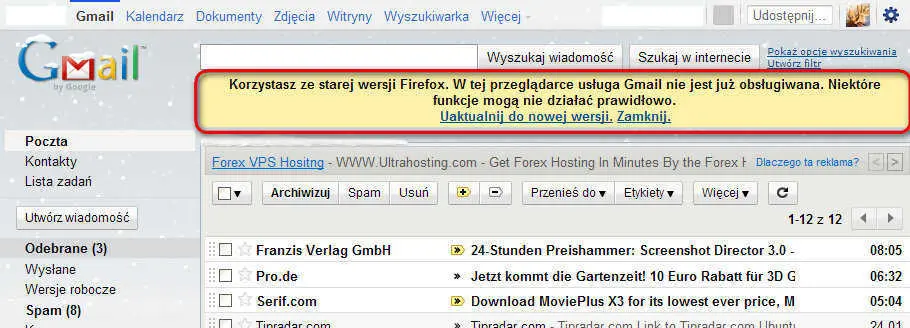 Gmail Kalendarz Dokumenty Zdjęcia Witryny Wyszukiwarka Więcej Udostępnij...
Gmail
by Google
Wyszukaj wiadomość Szukaj w internecie Pokaż opcje wyszukiwania
Utwórz filtr
Korzystasz ze starej wersji Firefox. W tej przeglądarce usługa Gmail nie jest już obsługiwana. Niektóre
funkcje mogą nie działać prawidłowo.
Uaktualnij do nowej wersji. Zamknij.
Poczta
Kontakty
Lista zadań
Utwórz wiadomość
Odebrane (3)
Wysłane
Wersje robocze
Spam (8)
Forex VPS Hositng - WWW.Ultrahosting.com - Get Forex Hosting In Minutes By the Forex H Dlaczego ta reklama? < >
Archiwizuj Spam Usuń Przenieś do Etykiety Więcej
1-12 z 12
Franzis Verlag GmbH » 24-Stunden Preishammer: Screenshot Director 3.0 - 08:05
Pro.de » Jetzt kommt die Gartenzeit! 10 Euro Rabatt für 3D G 06:32
Serif.com » Download MoviePlus X3 for its lowest ever price, M 05:04
Tipradar.com Tipradar.com Link to Tipradar.com 24.01